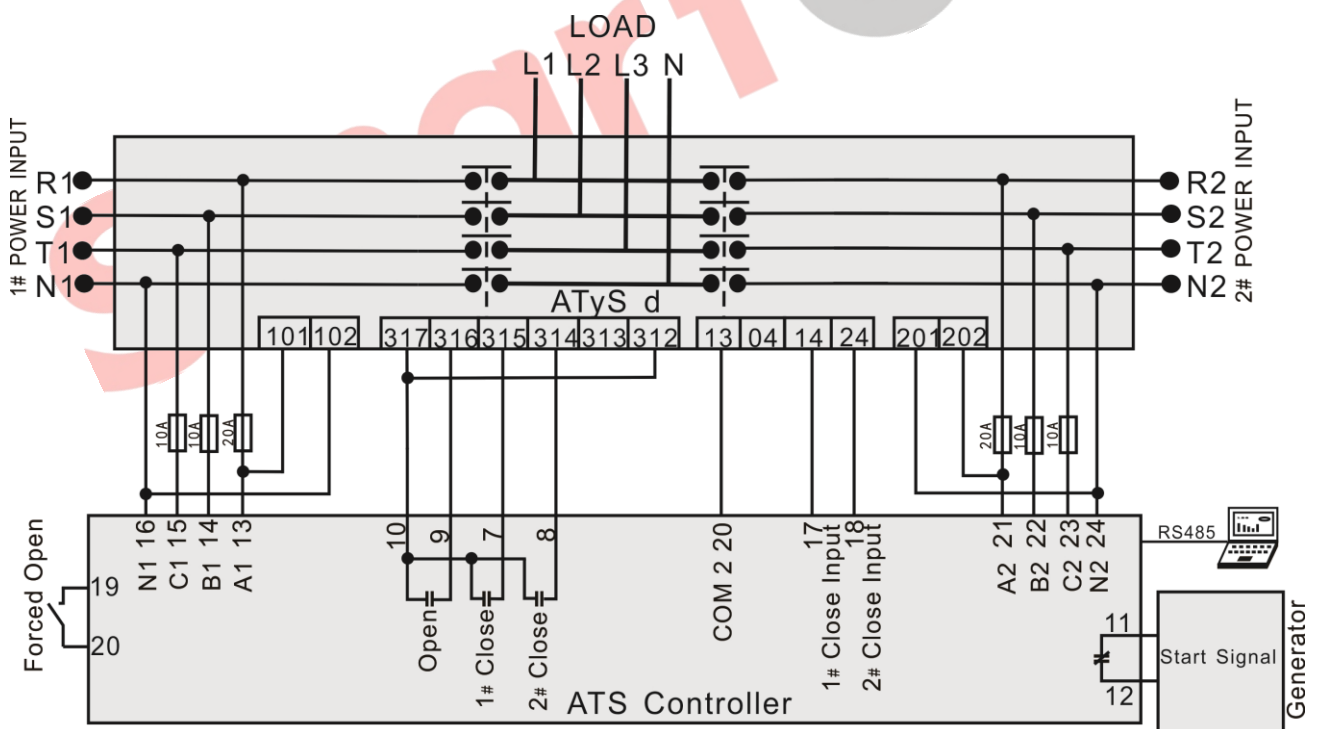 LOAD
L1 L2 L3 N
1# POWER INPUT
R1
S1
T1
N1
2# POWER INPUT
R2
S2
T2
N2
ATyS d
101 102
317 316 315 314 313 312
13 04 14 24
201 202
10A 10A 20A
20A 10A 10A
N1 16
C1 15
B1 14
A1 13
10
9
7
8
COM 2 20
17
1# Close Input
18
2# Close Input
A2 21
B2 22
C2 23
N2 24
Forced Open
19
20
Open
1# Close
2# Close
ATS Controller
RS485
11
12
Start Signal
Generator